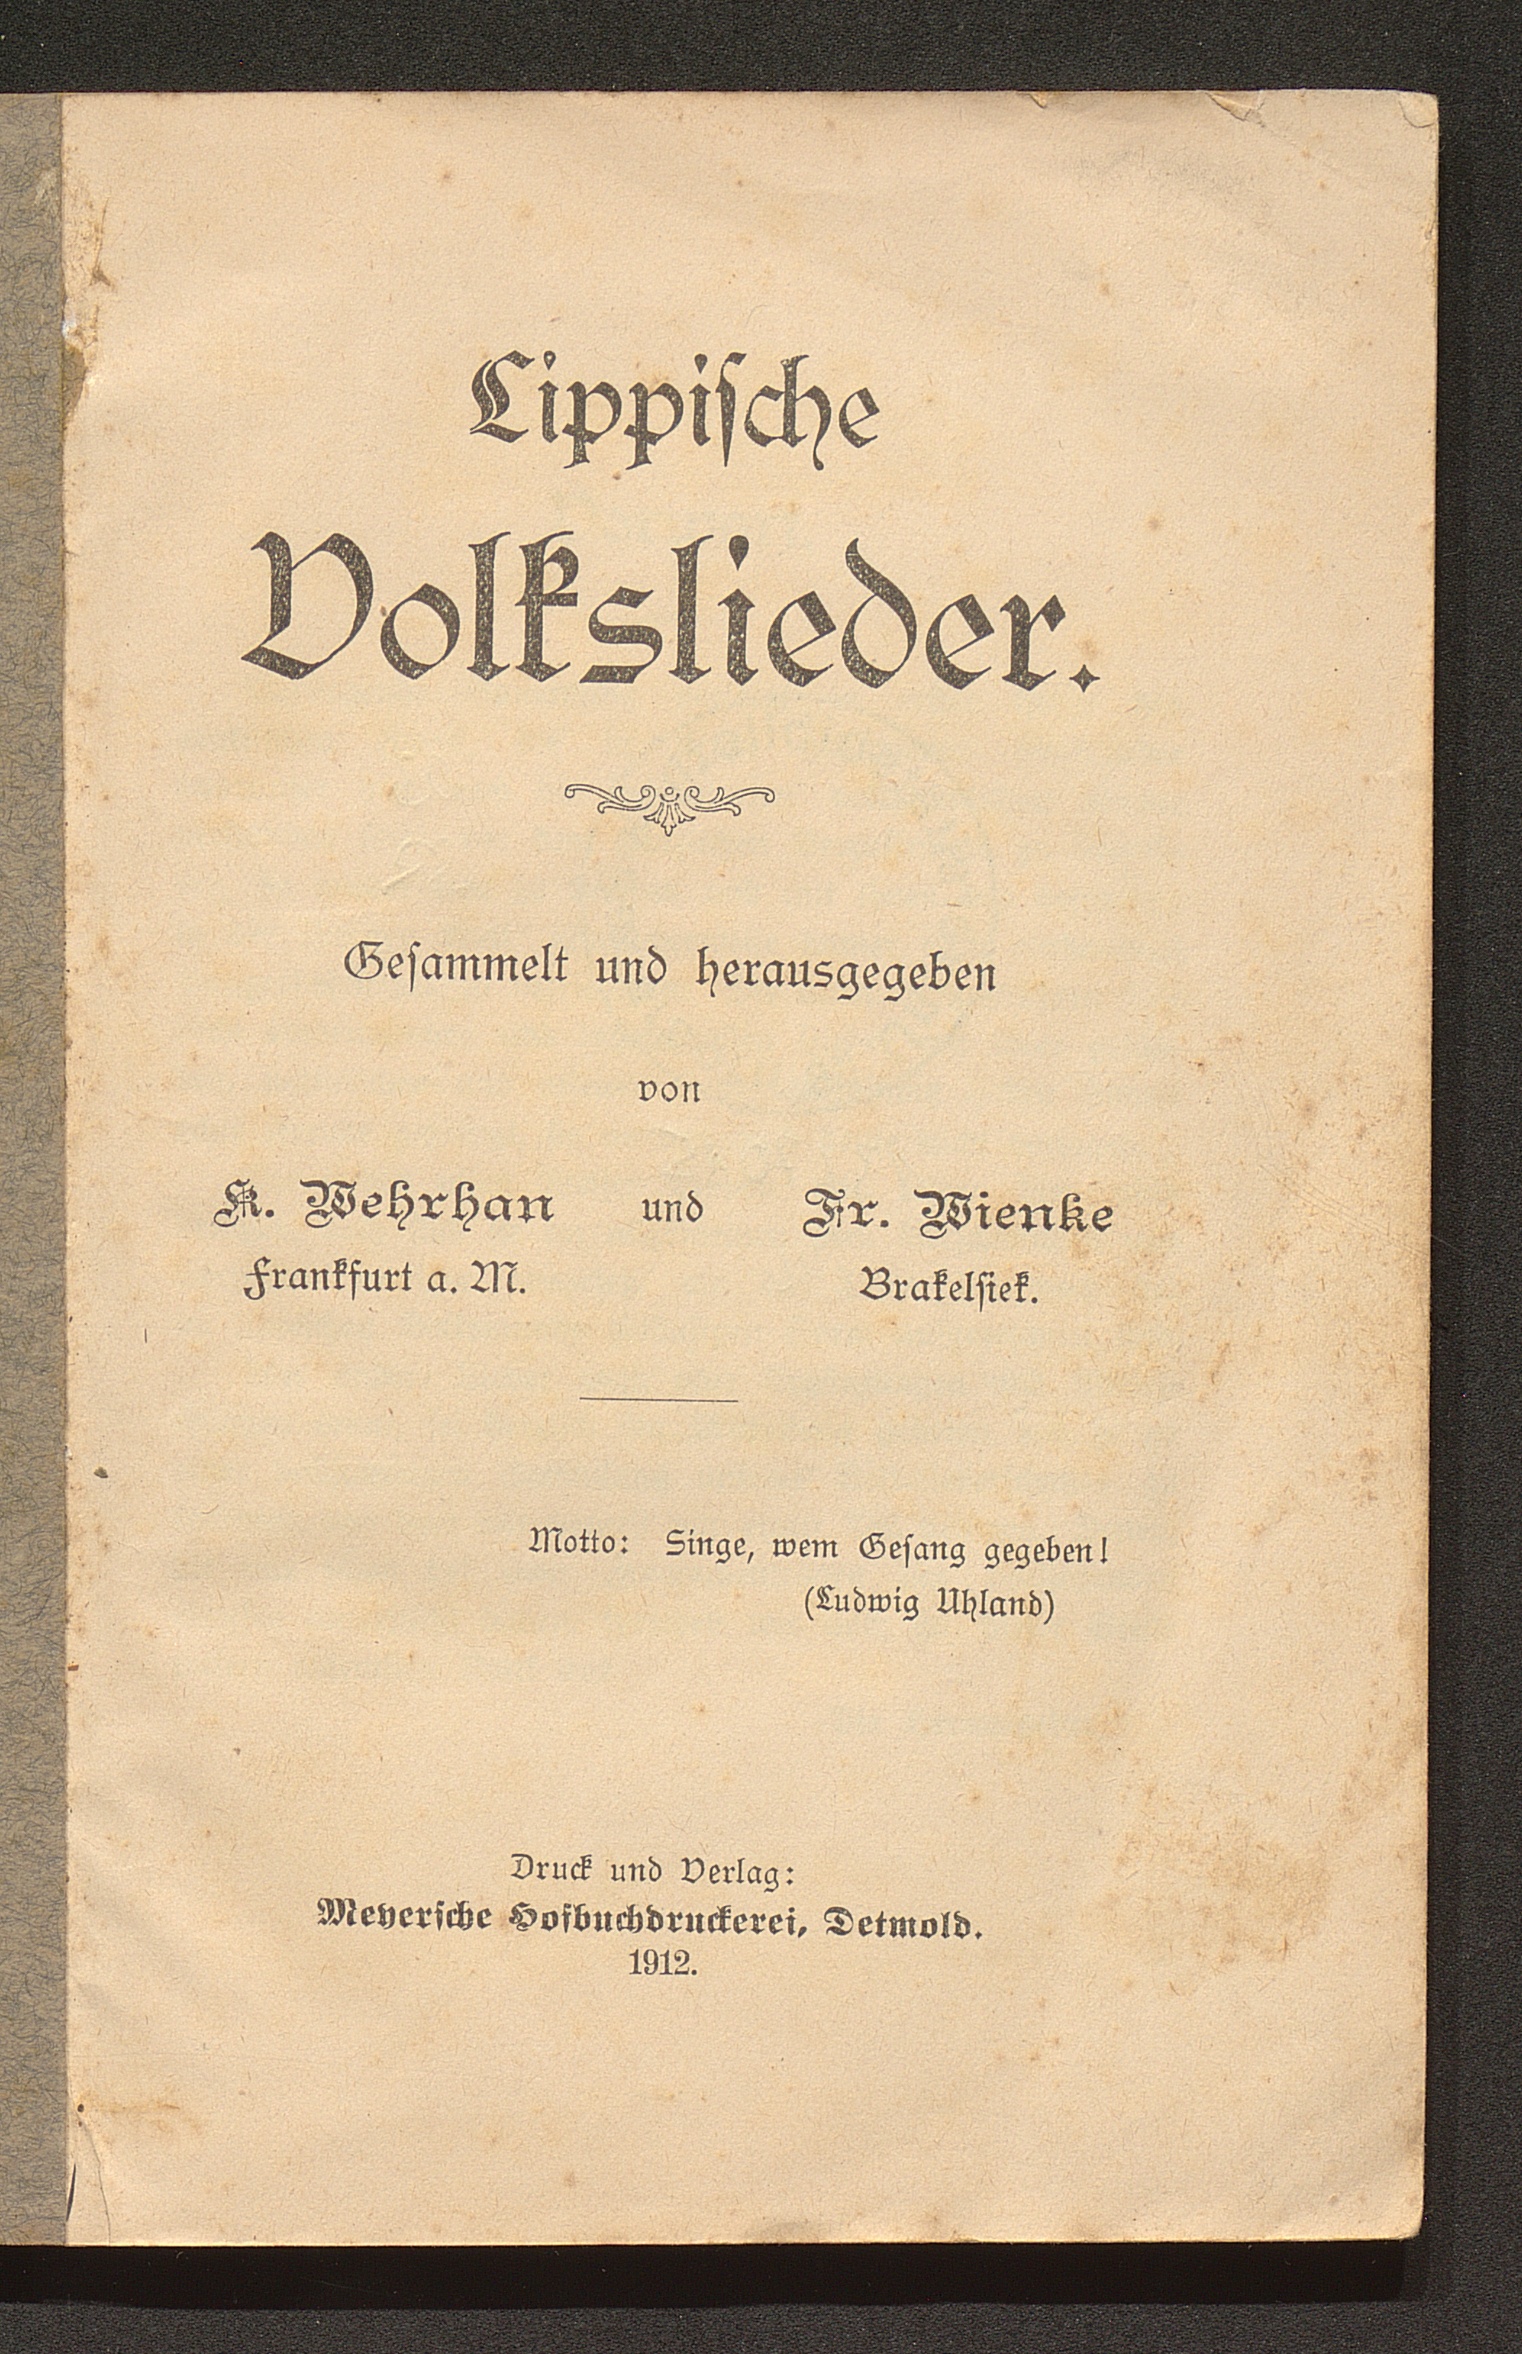 Lippische
Volkslieder.
Gesammelt und herausgegeben
von
K. Wehrhan und Fr. Wienke
Frankfurt a. M. Brakelsiek.
Motto: Singe, wem Gesang gegeben!
(Ludwig Uhland)
Druck und Verlag:
Meyersche Hofbuchdruckerei, Detmold.
1912.